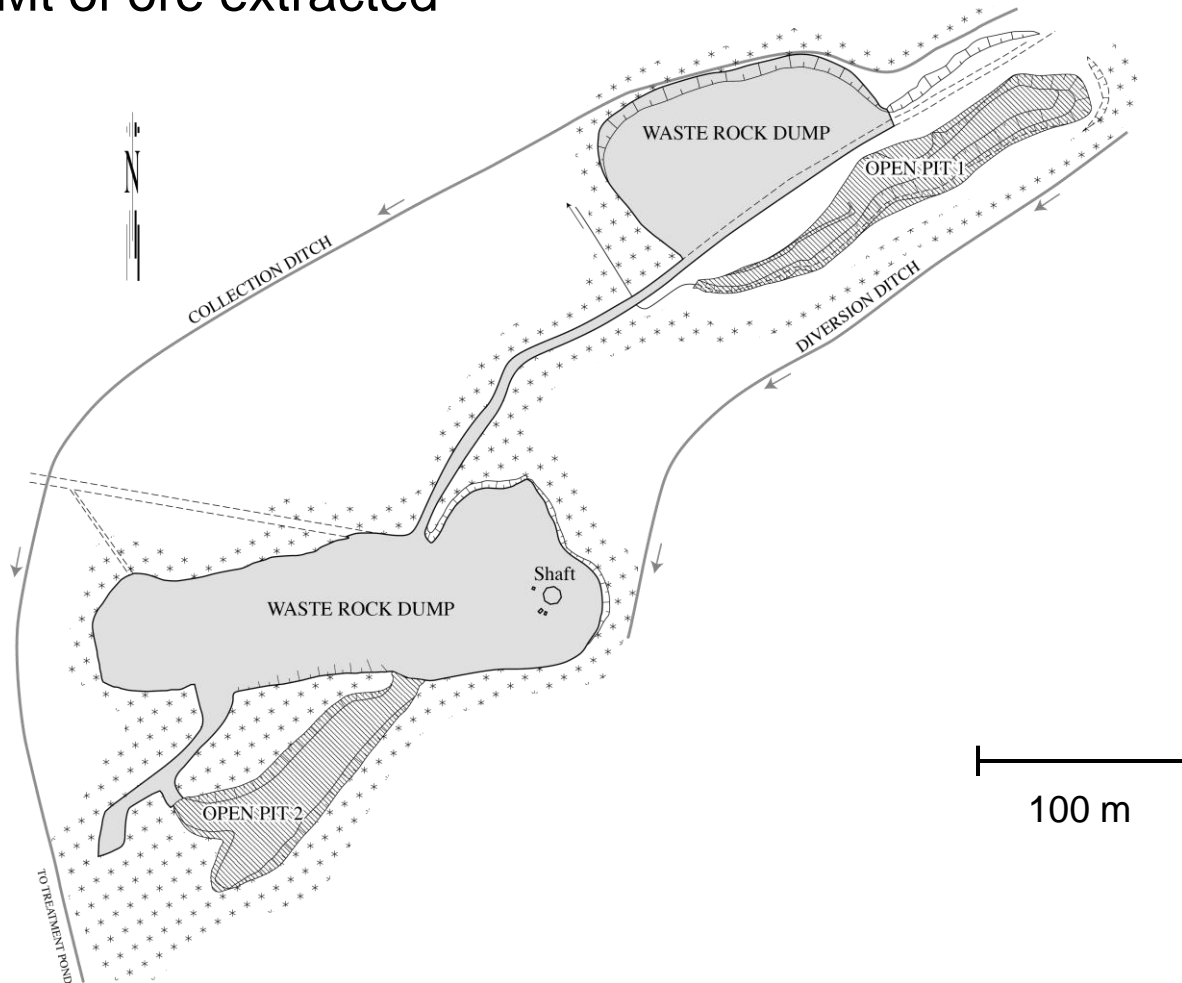 Mt of ore extracted
WASTE ROCK DUMP
N
OPEN PIT 1
COLLECTION DITCH
DIVERSION DITCH
Shaft
WASTE ROCK DUMP
100 m
OPEN PIT 2
TO TREATMENT POND